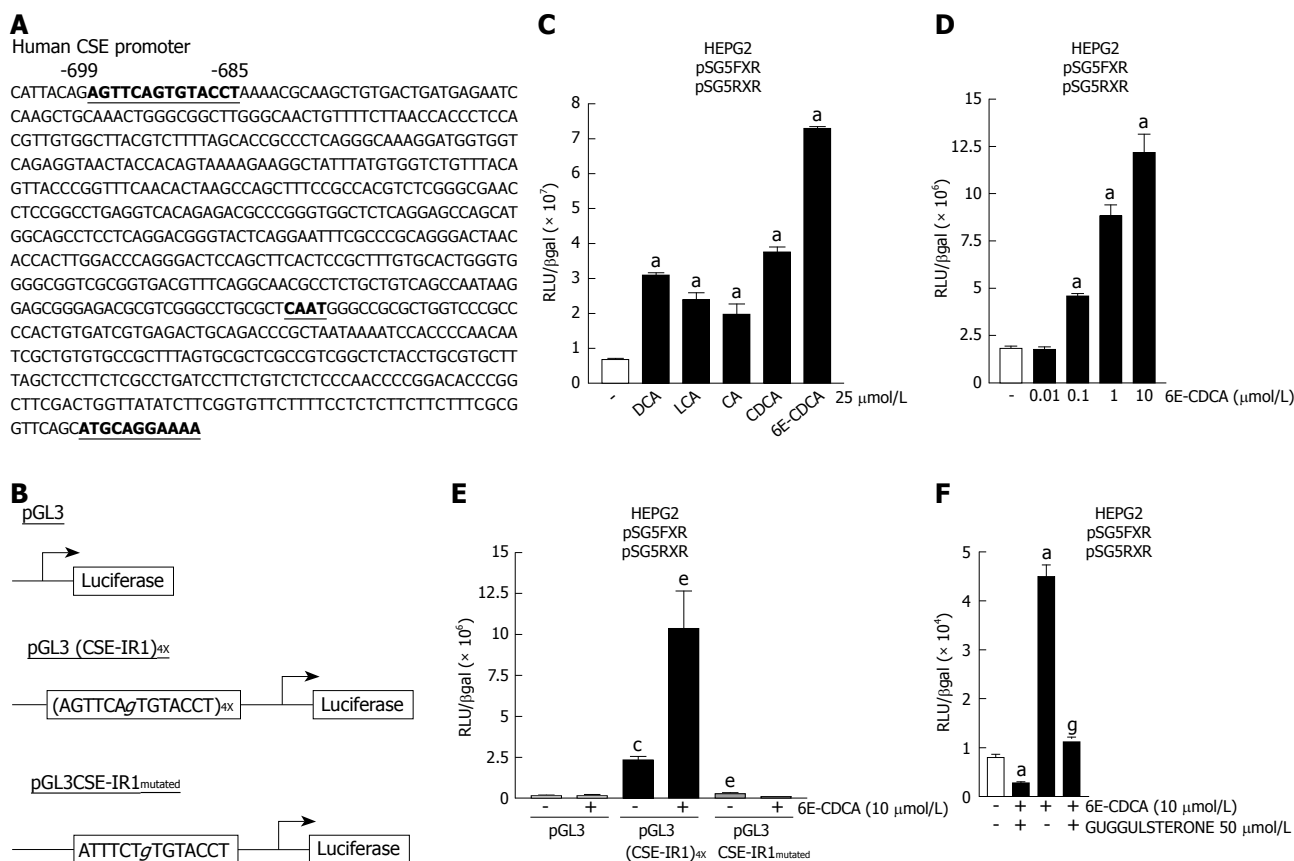 A
Human CSE promoter
-699 -685
CATTACAGAGTTCAGTGTACCTAAAACGCAAGCTGTGACTGATGAGAATC
CAAGCTGCAAACTGGGCGGCTTGGGCAACTGTTTTCTTAACCACCCTCCA
CGTTGTGGCTTACGTCTTTTAGCACCGCCCTCAGGGCAAAGGATGGTGGT
CAGAGGTAACTACCACAGTAAAAGAAGGCTATTTATGTGGTCTGTTTACA
GTTACCCGGTTTCAACACTAAGCCAGCTTTCCGCCACGTCTCGGGCGAAC
CTCCGGCCTGAGGTCACAGAGACGCCCGGGTGGCTCTCAGGAGCCAGCAT
GGCAGCCTCCTCAGGACGGGTACTCAGGAATTTCGCCCGCAGGGACTAAC
ACCACTTGGACCCAGGGACTCCAGCTTCACTCCGCTTTGTGCACTGGGTG
GGGCGGTCGCGGTGACGTTTCAGGCAACGCCTCTGCTGTCAGCCAATAAG
GAGCGGGAGACGCGTCGGGCCTGCGCTCAATGGGCCGCGCTGGTCCCGCC
CCACTGTGATCGTGAGACTGCAGACCCGCTAATAAAATCCACCCCAACAA
TCGCTGTGTGCCGCTTTAGTGCGCTCGCCGTCGGCTCTACCTGCGTGCTT
TAGCTCCTTCTCGCCTGATCCTTCTGTCTCTCCCAACCCCGGACACCCGG
CTTCGACTGGTTATATCTTCGGTGTTCTTTTCCTCTCTTCTTCTTTCGCG
GTTCAGCATGCAGGAAAA
B
pGL3
Luciferase
pGL3 (CSE-IR1)4X
(AGTTCAgTGTACCT)4X
Luciferase
pGL3CSE-IR1mutated
ATTTCTgTGTACCT
Luciferase
C
HEPG2
pSG5FXR
pSG5RXR
RLU/βgal (× 10⁷)
8
7
6
5
4
3
2
1
0
a a a a a
- DCA LCA CA CDCA 6E-CDCA 25 μmol/L
D
HEPG2
pSG5FXR
pSG5RXR
RLU/βgal (× 10⁶)
15
12.5
10
7.5
5
2.5
0
a a a
- 0.01 0.1 1 10 6E-CDCA (μmol/L)
E
HEPG2
pSG5FXR
pSG5RXR
RLU/βgal (× 10⁶)
15
12.5
10
7.5
5
2.5
0
c e e
- + - + - + 6E-CDCA (10 μmol/L)
pGL3 pGL3 pGL3
(CSE-IR1)4X CSE-IR1mutated
F
HEPG2
pSG5FXR
pSG5RXR
RLU/βgal (× 10⁴)
5
4
2
1
0
a a g
- + + + 6E-CDCA (10 μmol/L)
- + - + GUGGULSTERONE 50 μmol/L